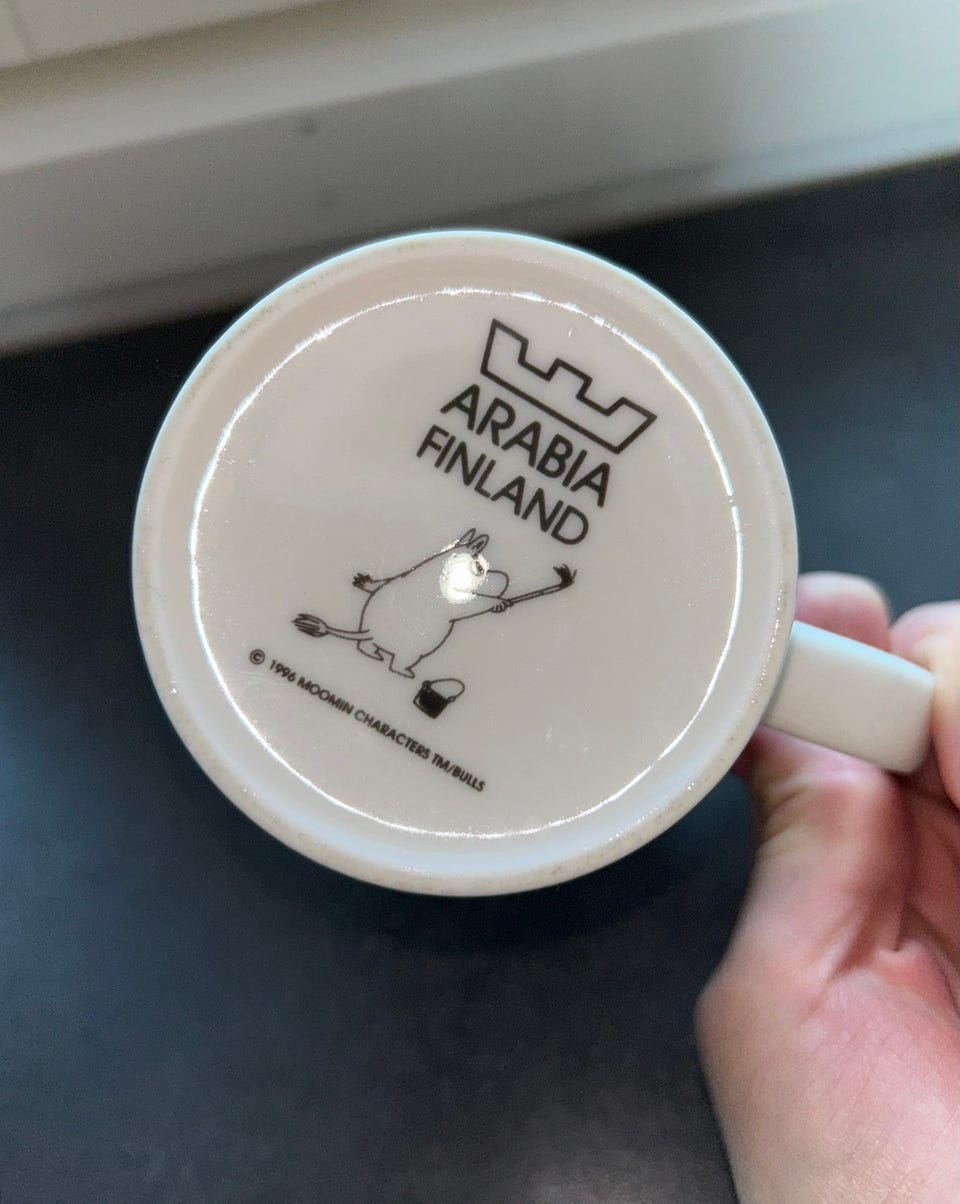 ARABIA
FINLAND
© 1996 MOOMIN CHARACTERS TM/BULLS